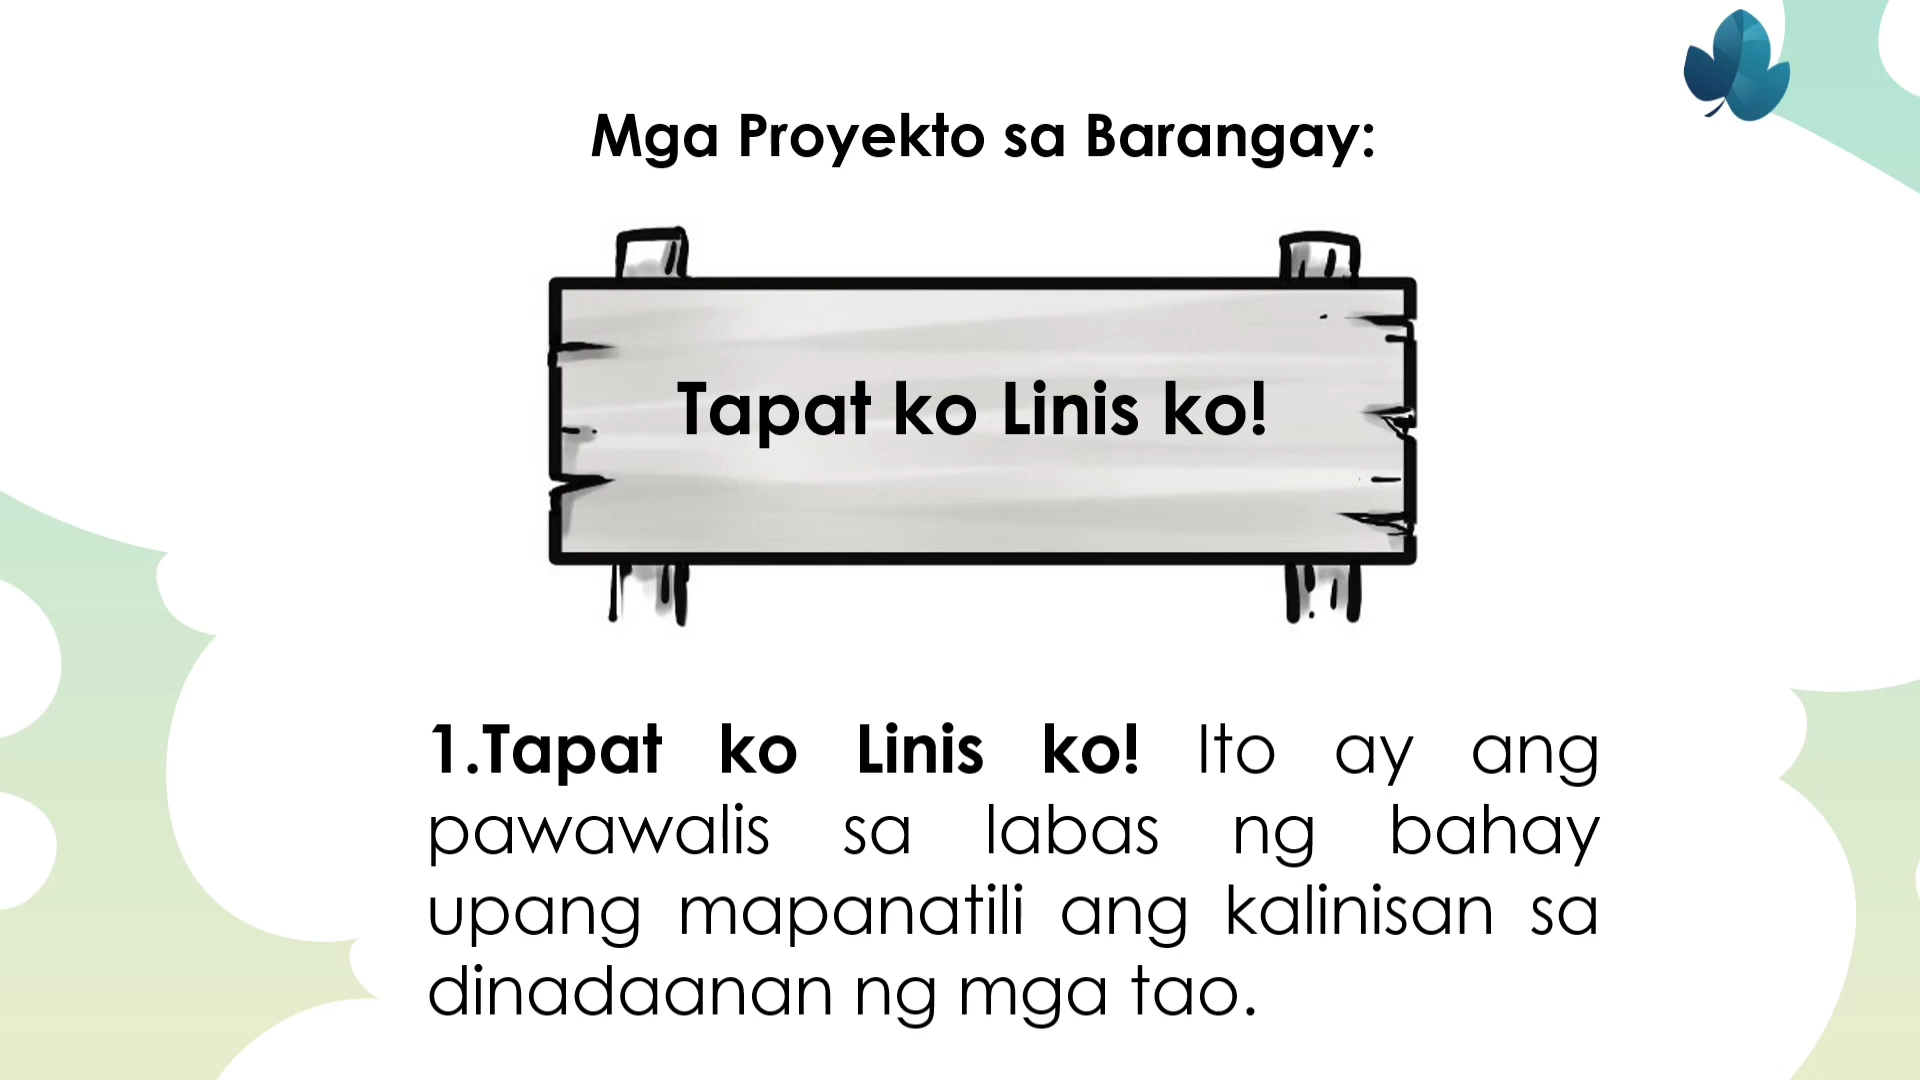 Mga Proyekto sa Barangay:
Tapat ko Linis ko!
1.Tapat ko Linis ko! Ito ay ang
pawawalis sa labas ng bahay
upang mapanatili ang kalinisan sa
dinadaanan ng mga tao.